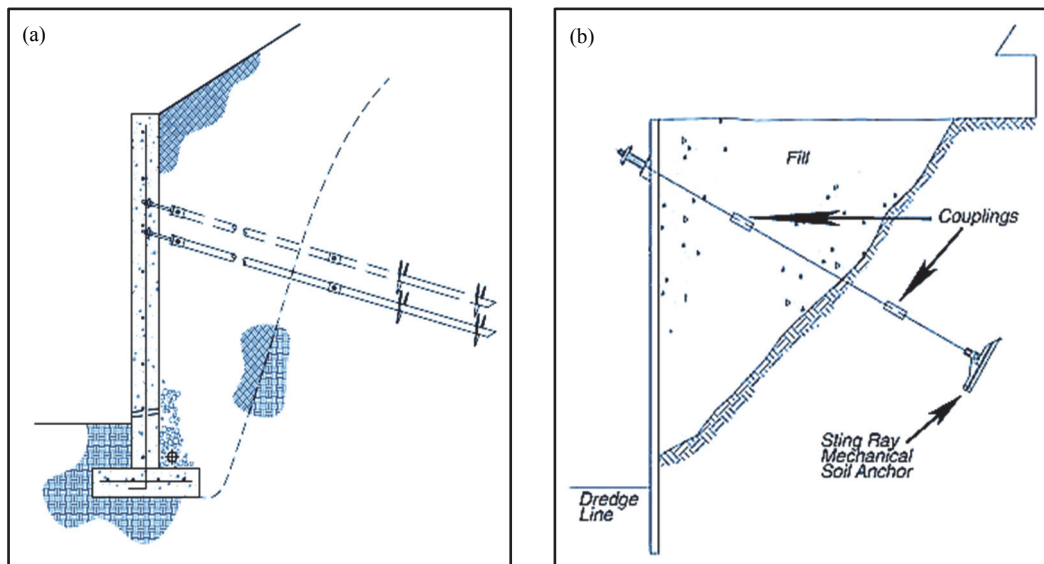 (a)
(b)
Fill
Couplings
Sting Ray
Mechanical
Soil Anchor
Dredge
Line